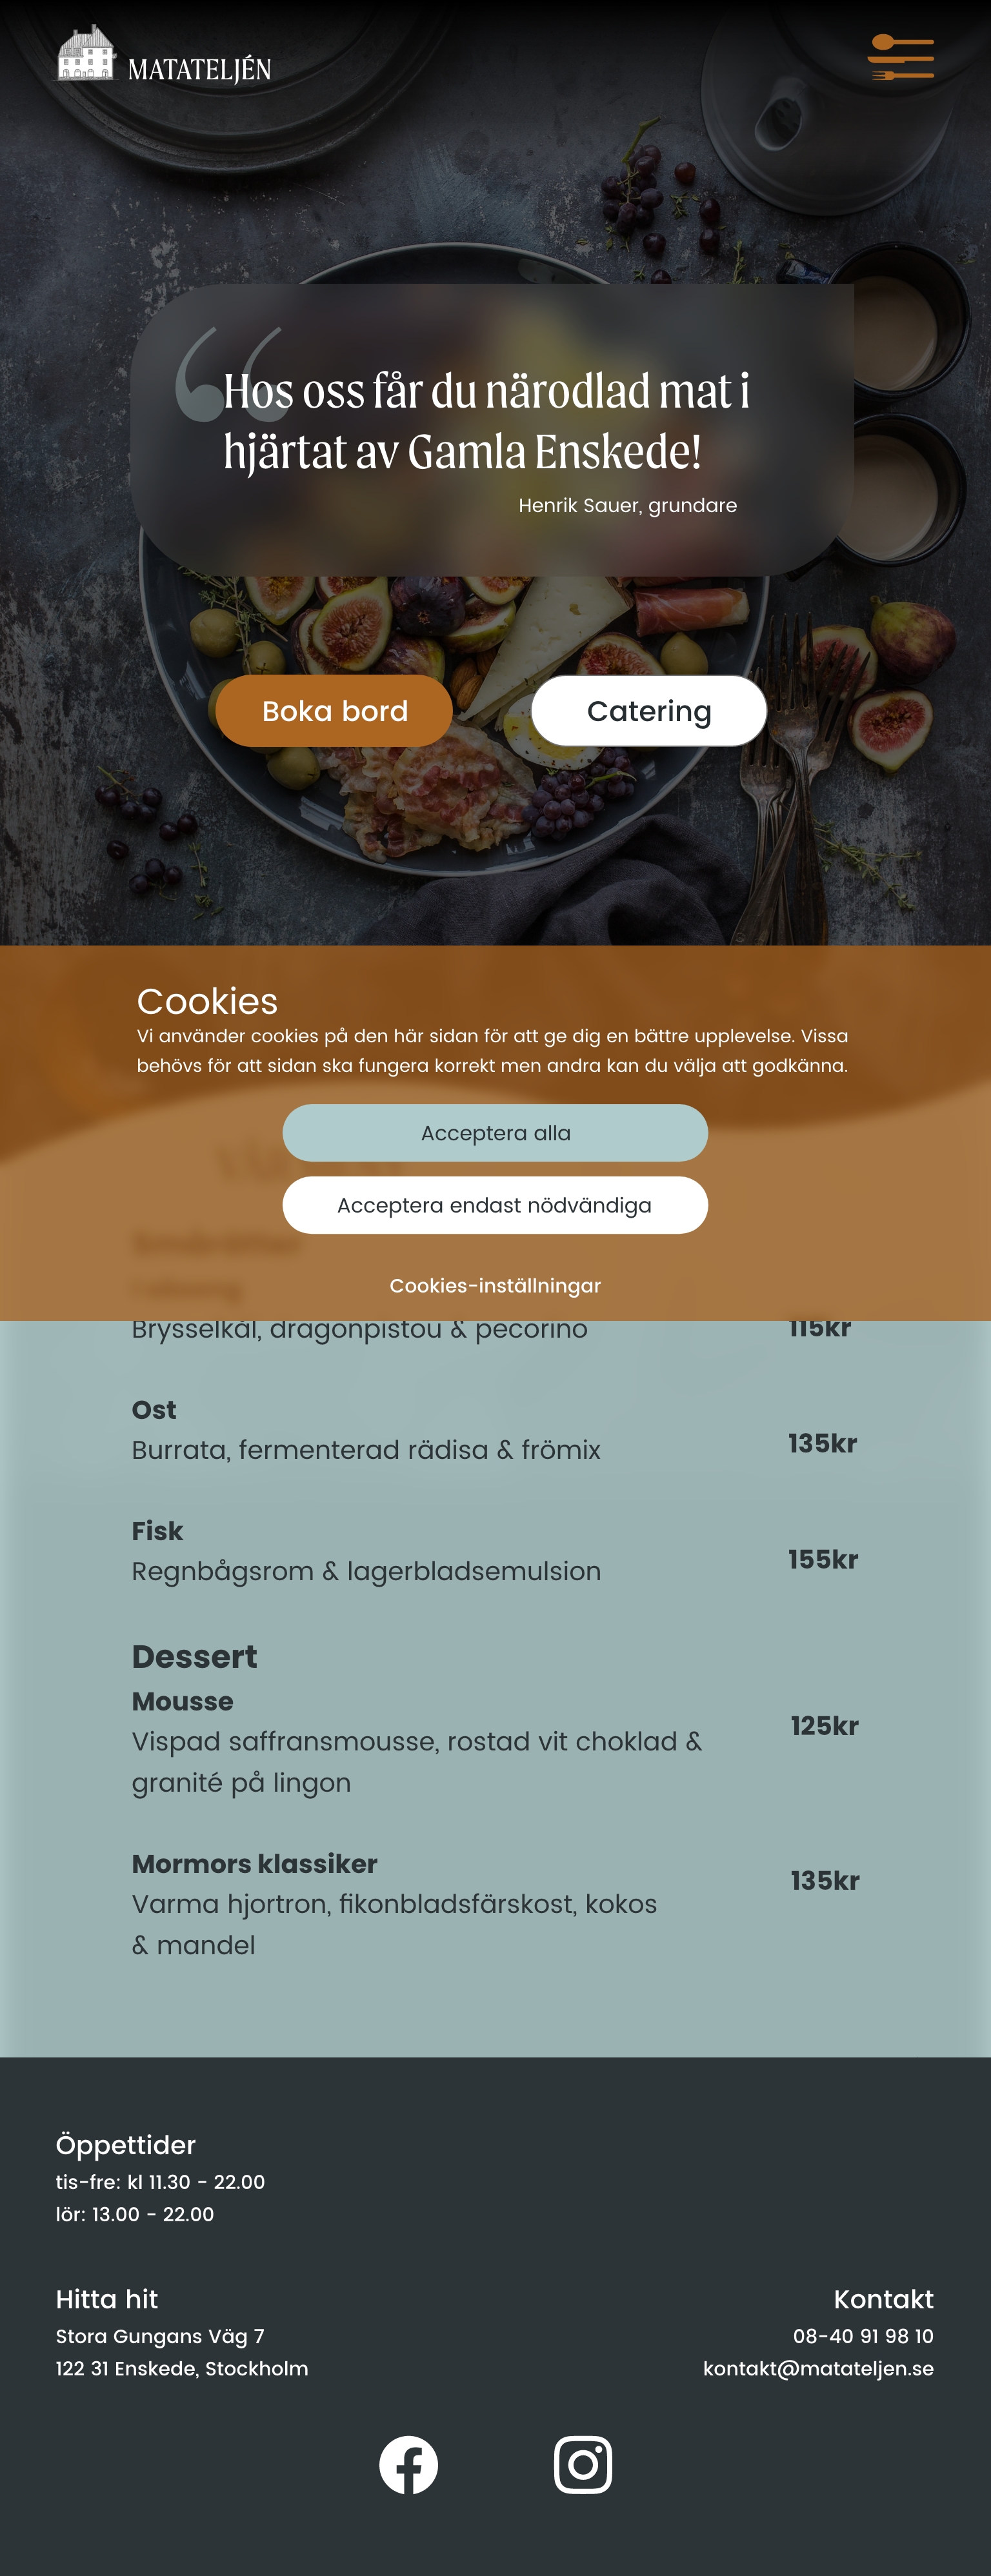 MATATELJÉN
Hos oss får du närodlad mat i
hjärtat av Gamla Enskede!
Henrik Sauer, grundare
Boka bord
Catering
Cookies
Vi använder cookies på den här sidan för att ge dig en bättre upplevelse. Vissa
behövs för att sidan ska fungera korrekt men andra kan du välja att godkänna.
Acceptera alla
Acceptera endast nödvändiga
Cookies-inställningar
Brysselkål, dragonpistou & pecorino 115kr
Ost
Burrata, fermenterad rädisa & frömix 135kr
Fisk
Regnbågsrom & lagerbladsemulsion 155kr
Dessert
Mousse
Vispad saffransmousse, rostad vit choklad & 125kr
granité på lingon
Mormors klassiker
Varma hjortron, fikonbladsfärskost, kokos 135kr
& mandel
Öppettider
tis-fre: kl 11.30 - 22.00
lör: 13.00 - 22.00
Hitta hit
Stora Gungans Väg 7
122 31 Enskede, Stockholm
Kontakt
08-40 91 98 10
kontakt@matateljen.se